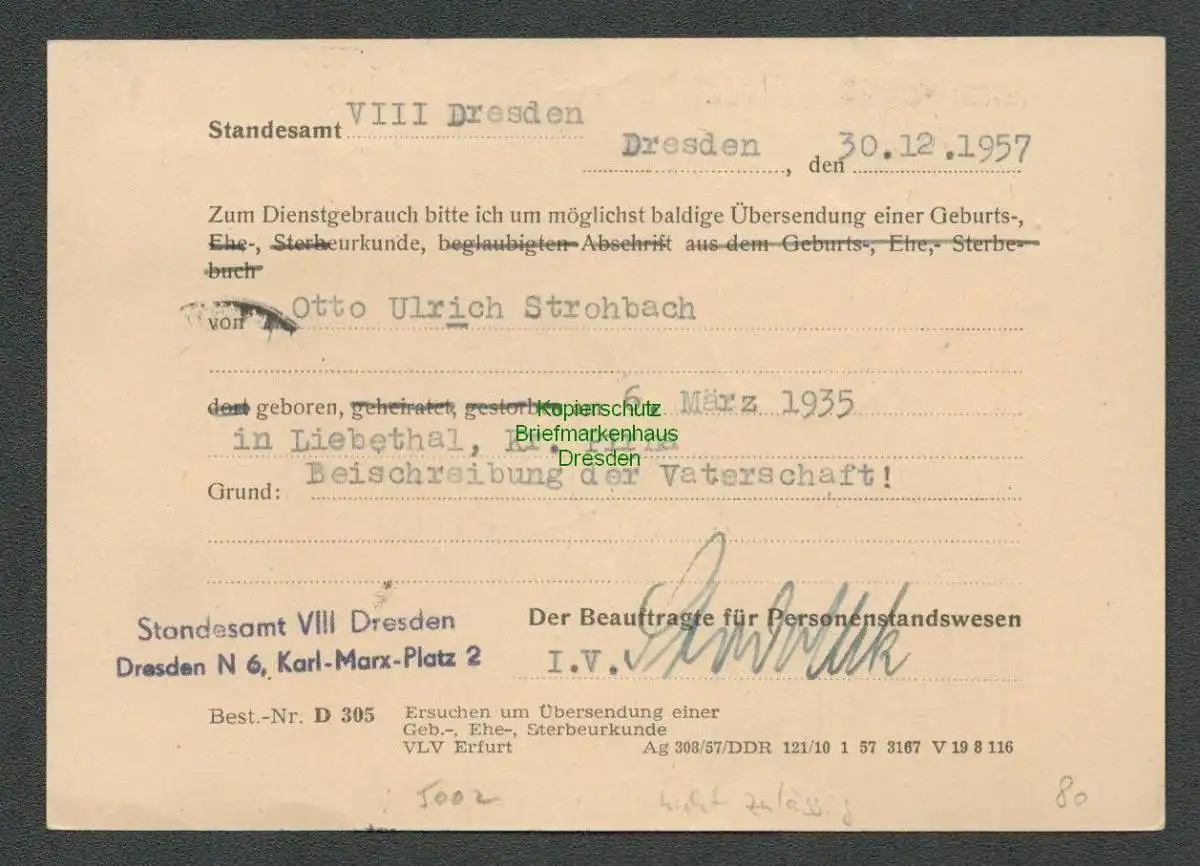 Standesamt VIII Dresden
Dresden, den 30.12.1957
Zum Dienstgebrauch bitte ich um möglichst baldige Übersendung einer Geburts-,
Ehe-, Sterbeurkunde, beglaubigten Abschrift aus dem Geburts-, Ehe,- Sterbe-
buch
von Otto Ulrich Strohbach
dort geboren, geheiratet, gestorben am 6. März 1935
in Liebethal, Kr. Pirna
Kopierschutz
Briefmarkenhaus
Dresden
Grund: Beischreibung der Vaterschaft!
Standesamt VIII Dresden
Dresden N 6, Karl-Marx-Platz 2
Der Beauftragte für Personenstandswesen
I.V.
Best.-Nr. D 305 Ersuchen um Übersendung einer
Geb.-, Ehe-, Sterbeurkunde
VLV Erfurt Ag 308/57/DDR 121/10 1 57 3167 V 19 8 116
5002 nicht zulässig 80